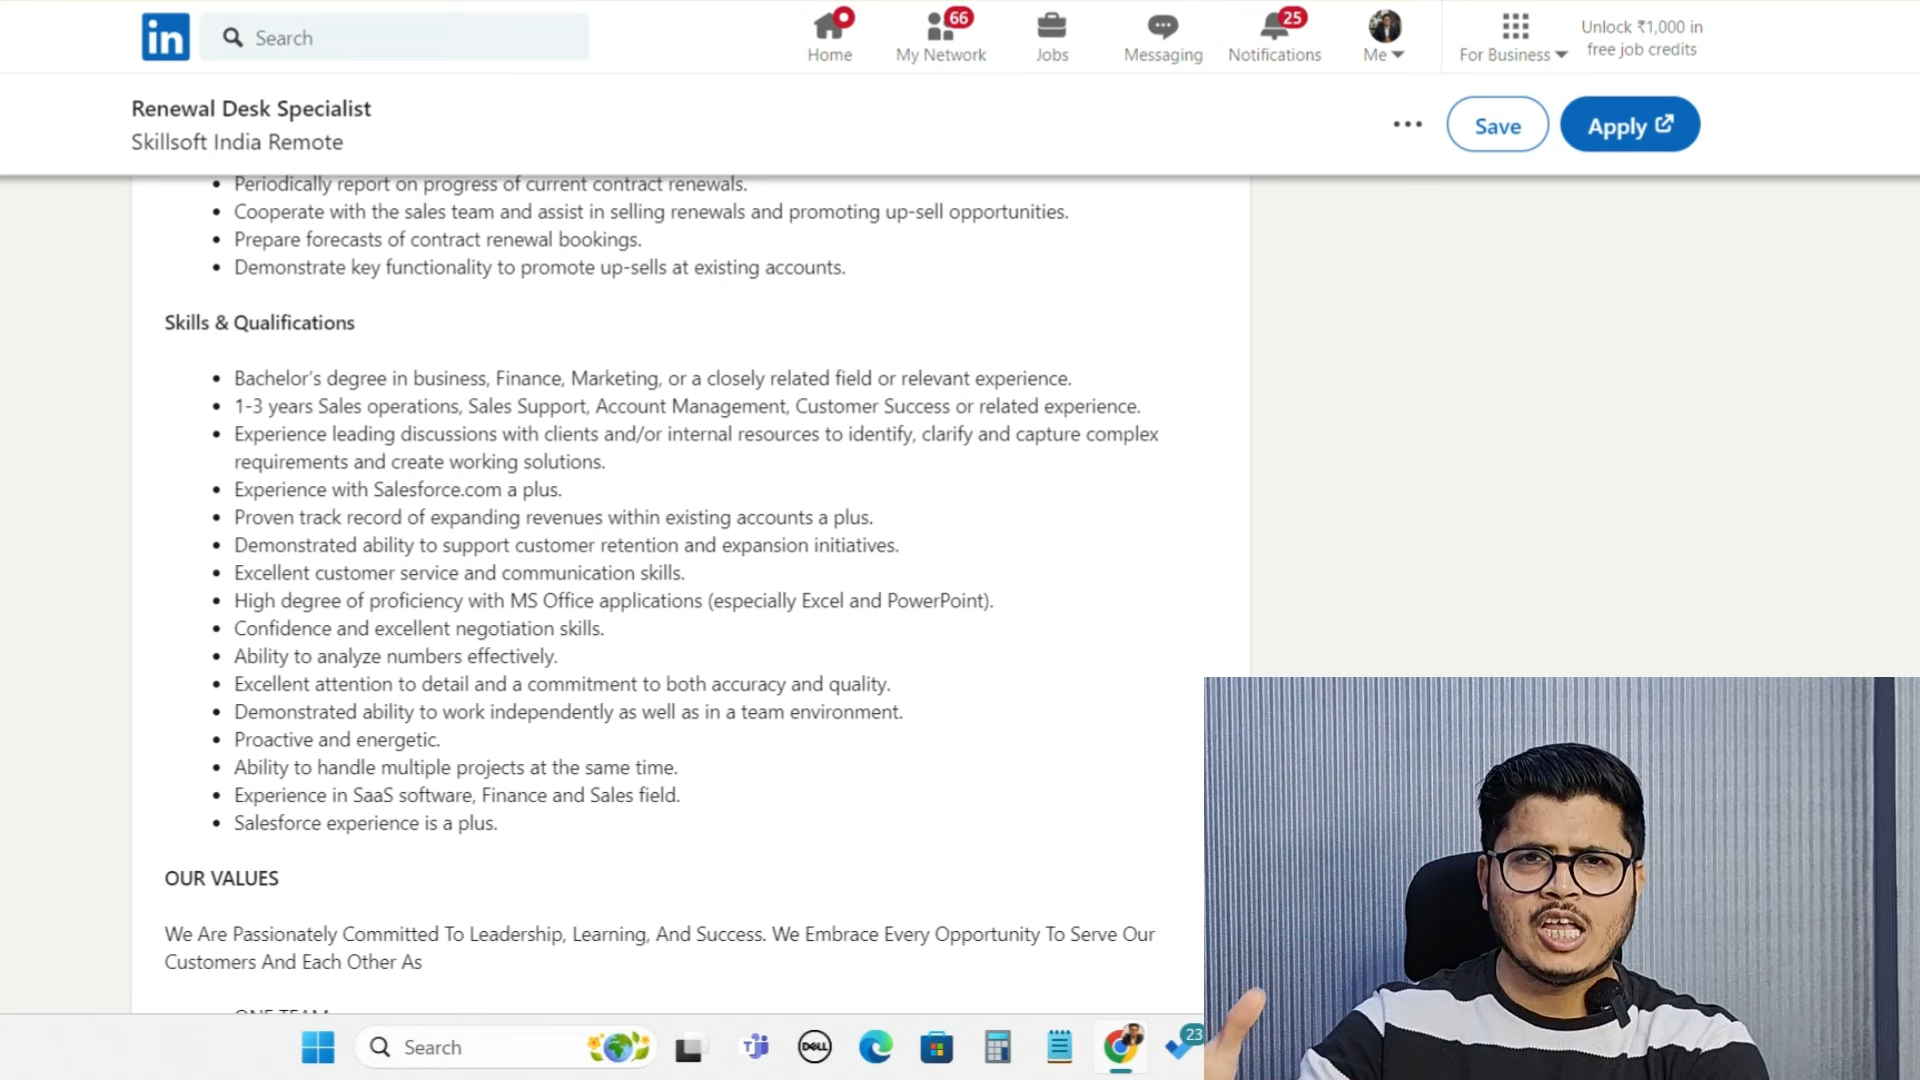 in
Search
Home
66
My Network
Jobs
Messaging
25
Notifications
Me
For Business
Unlock ₹1,000 in
free job credits
Renewal Desk Specialist
Skillsoft India Remote
Save
Apply
• Periodically report on progress of current contract renewals.
• Cooperate with the sales team and assist in selling renewals and promoting up-sell opportunities.
• Prepare forecasts of contract renewal bookings.
• Demonstrate key functionality to promote up-sells at existing accounts.
Skills & Qualifications
• Bachelor’s degree in business, Finance, Marketing, or a closely related field or relevant experience.
• 1-3 years Sales operations, Sales Support, Account Management, Customer Success or related experience.
• Experience leading discussions with clients and/or internal resources to identify, clarify and capture complex
requirements and create working solutions.
• Experience with Salesforce.com a plus.
• Proven track record of expanding revenues within existing accounts a plus.
• Demonstrated ability to support customer retention and expansion initiatives.
• Excellent customer service and communication skills.
• High degree of proficiency with MS Office applications (especially Excel and PowerPoint).
• Confidence and excellent negotiation skills.
• Ability to analyze numbers effectively.
• Excellent attention to detail and a commitment to both accuracy and quality.
• Demonstrated ability to work independently as well as in a team environment.
• Proactive and energetic.
• Ability to handle multiple projects at the same time.
• Experience in SaaS software, Finance and Sales field.
• Salesforce experience is a plus.
OUR VALUES
We Are Passionately Committed To Leadership, Learning, And Success. We Embrace Every Opportunity To Serve Our
Customers And Each Other As
ONE TEAM
Search
DELL
23